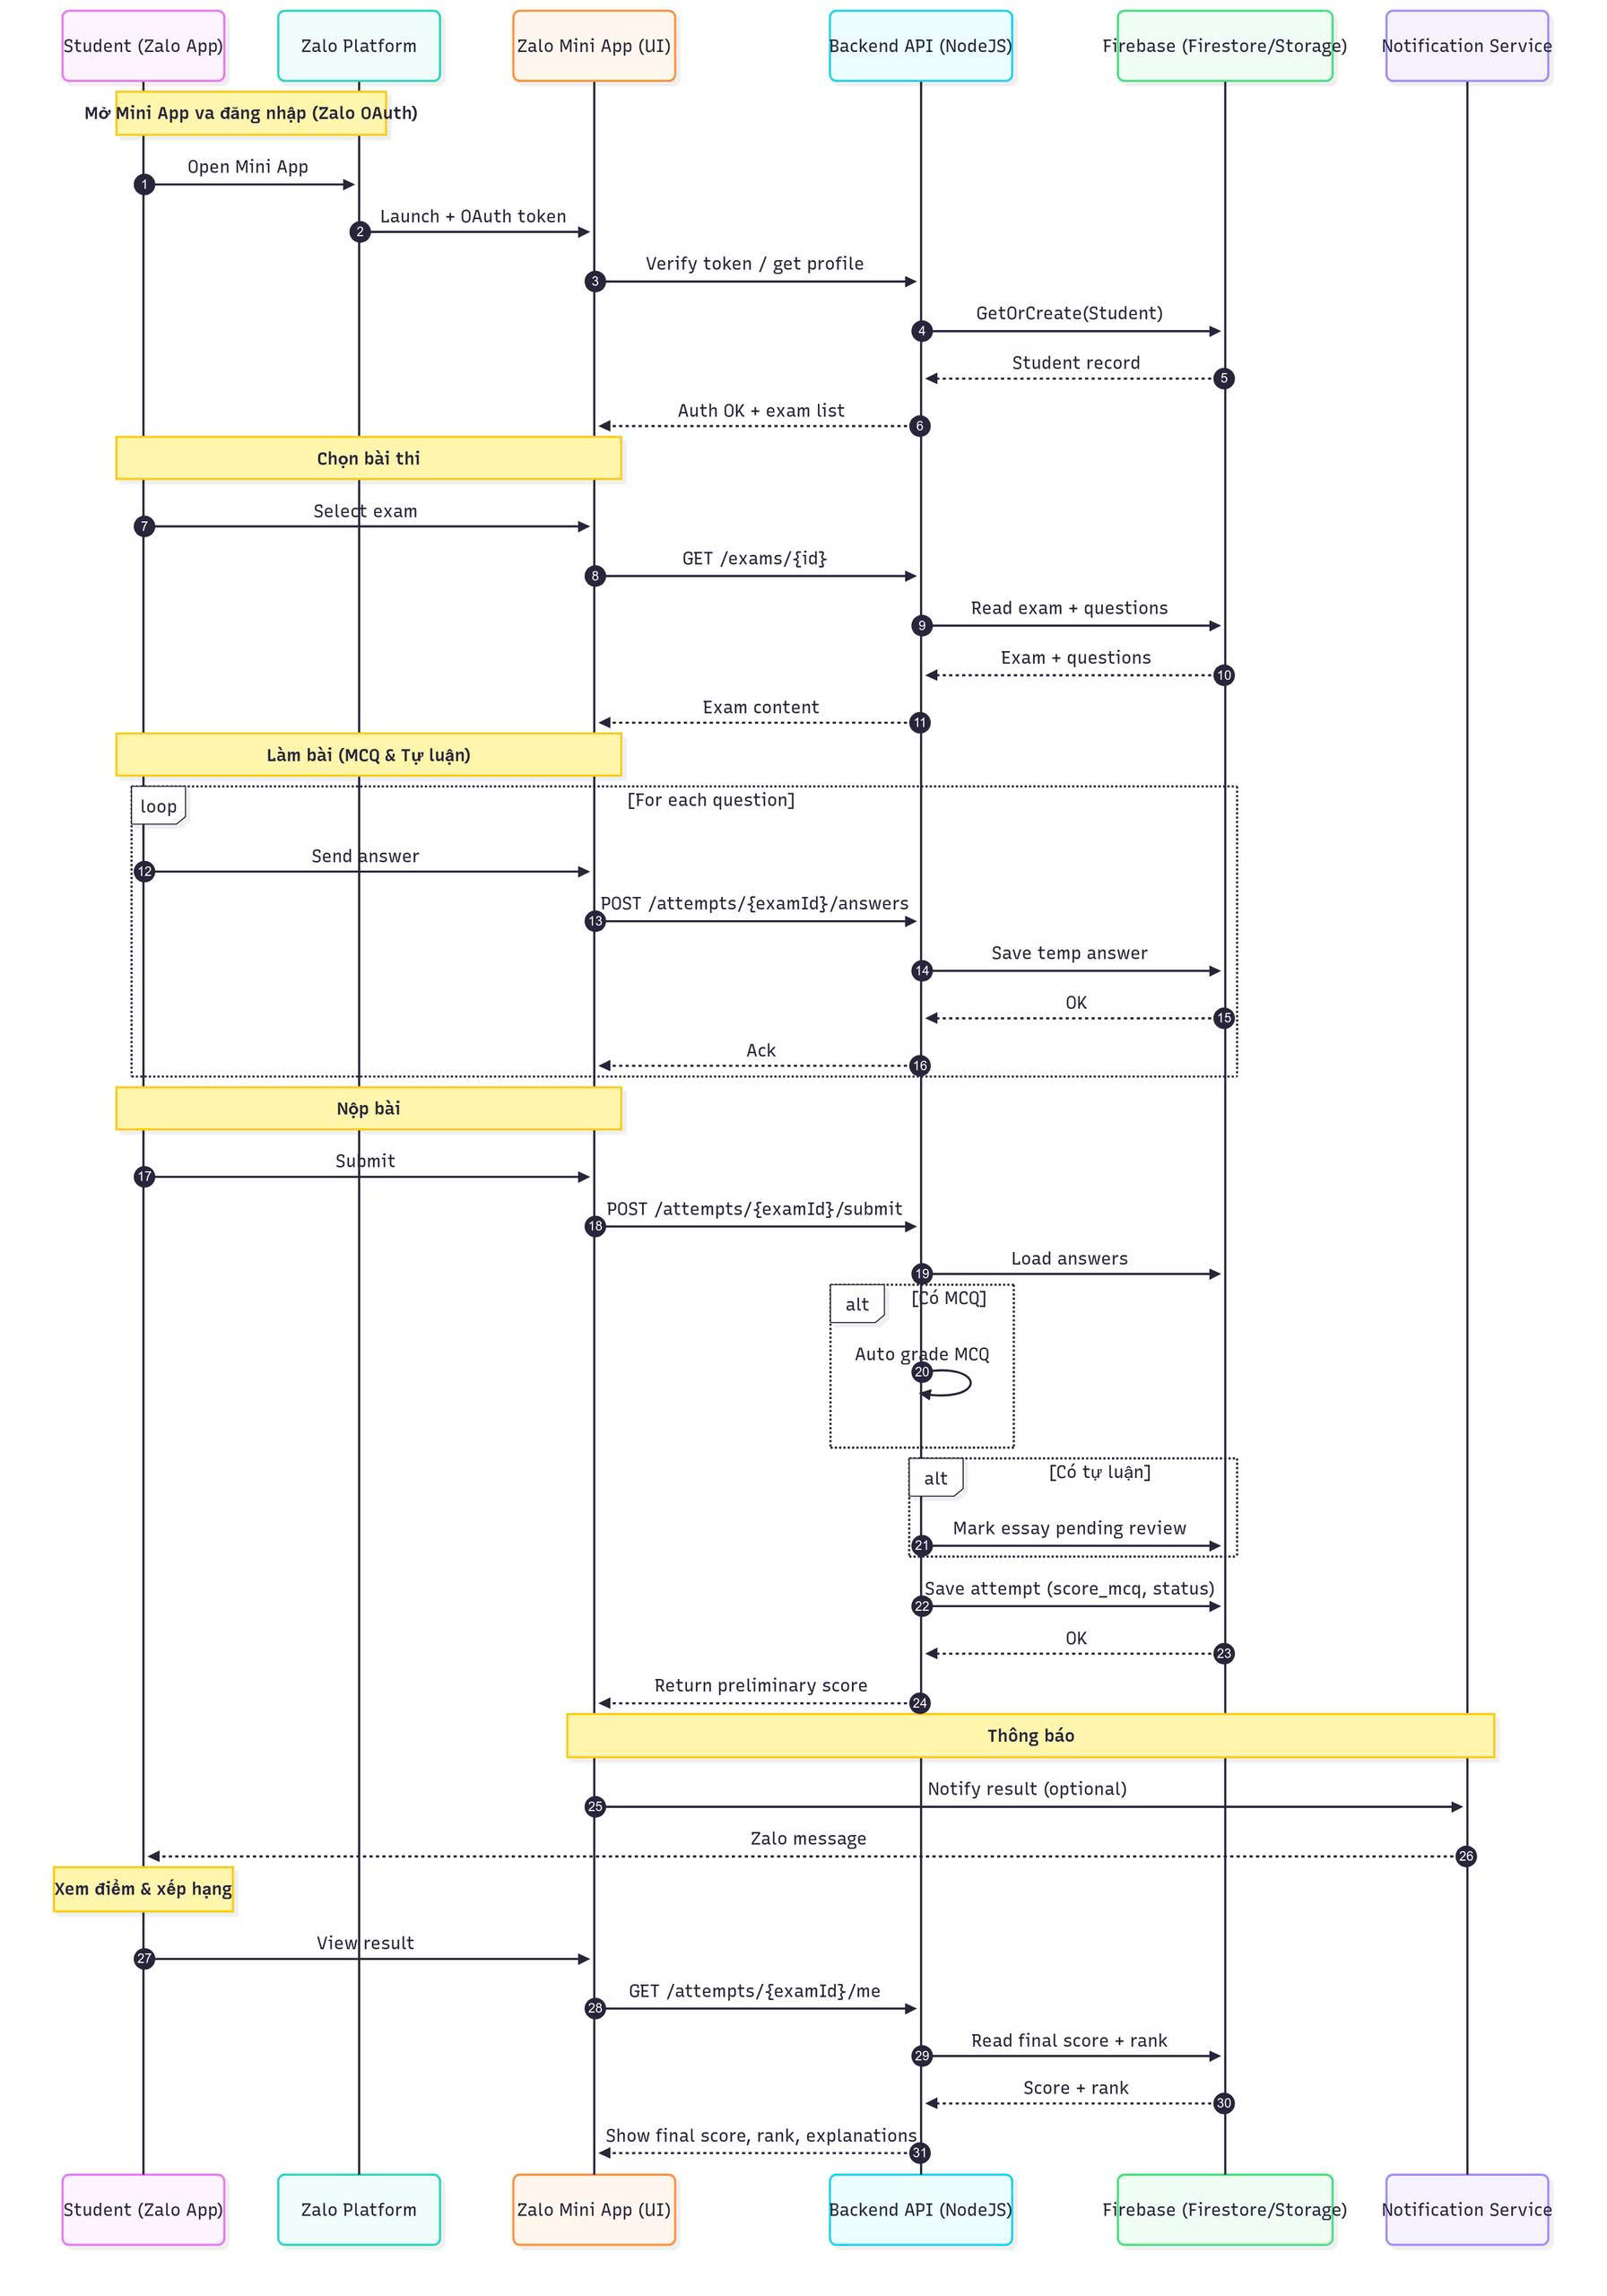 Student (Zalo App)
Zalo Platform
Zalo Mini App (UI)
Backend API (NodeJS)
Firebase (Firestore/Storage)
Notification Service
Mở Mini App va đăng nhập (Zalo OAuth)
Open Mini App
1
Launch + OAuth token
2
Verify token / get profile
3
GetOrCreate(Student)
4
Student record
5
Auth OK + exam list
6
Chọn bài thi
Select exam
7
GET /exams/{id}
8
Read exam + questions
9
Exam + questions
10
Exam content
11
Làm bài (MCQ & Tự luận)
loop
[For each question]
Send answer
12
POST /attempts/{examId}/answers
13
Save temp answer
14
OK
15
Ack
16
Nộp bài
Submit
17
POST /attempts/{examId}/submit
18
Load answers
19
alt
[Có MCQ]
Auto grade MCQ
20
alt
[Có tự luận]
Mark essay pending review
21
Save attempt (score_mcq, status)
22
OK
23
Return preliminary score
24
Thông báo
Notify result (optional)
25
Zalo message
26
Xem điểm & xếp hạng
View result
27
GET /attempts/{examId}/me
28
Read final score + rank
29
Score + rank
30
Show final score, rank, explanations
31
Student (Zalo App)
Zalo Platform
Zalo Mini App (UI)
Backend API (NodeJS)
Firebase (Firestore/Storage)
Notification Service